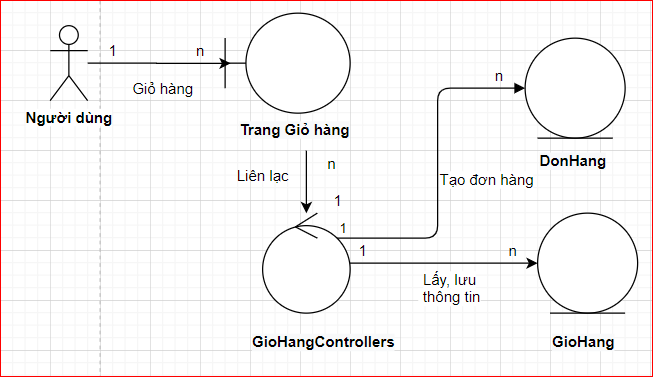 1
n
Giỏ hàng
Người dùng
Trang Giỏ hàng
n
Liên lạc
1
n
DonHang
Tạo đơn hàng
1
1
n
Lấy, lưu
thông tin
GioHangControllers
GioHang